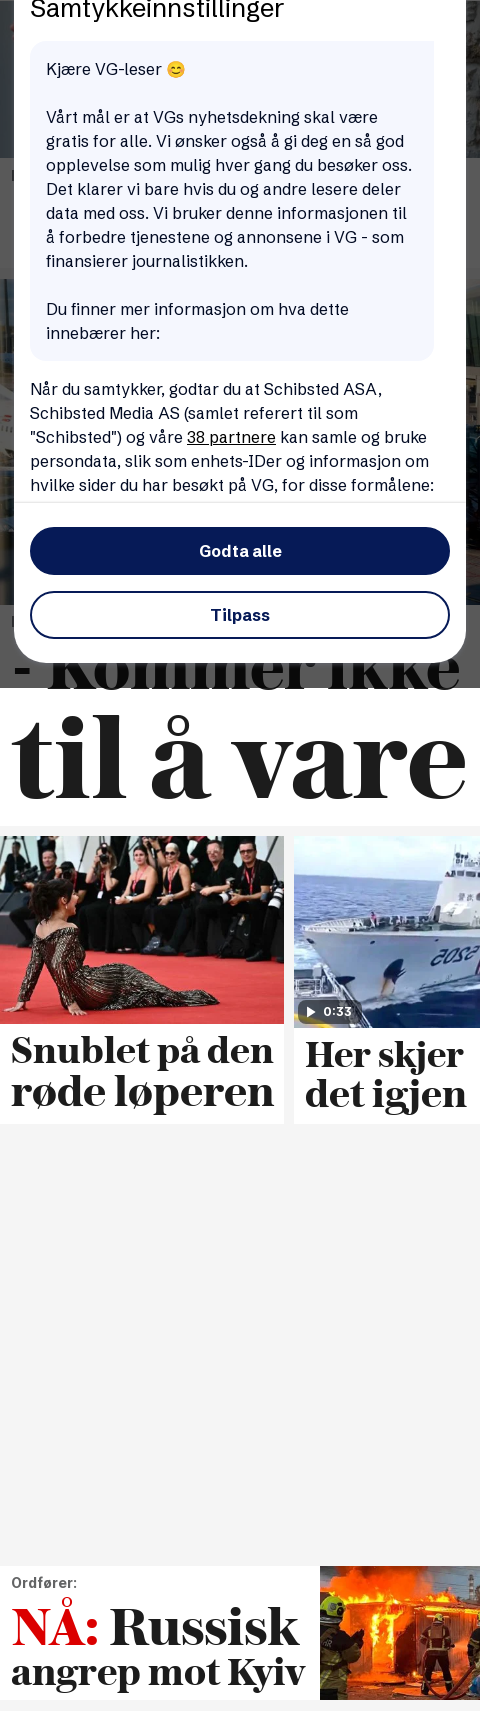 Samtykkeinnstillinger
Kjære VG-leser 😊
Vårt mål er at VGs nyhetsdekning skal være
gratis for alle. Vi ønsker også å gi deg en så god
opplevelse som mulig hver gang du besøker oss.
Det klarer vi bare hvis du og andre lesere deler
data med oss. Vi bruker denne informasjonen til
å forbedre tjenestene og annonsene i VG - som
finansierer journalistikken.
Du finner mer informasjon om hva dette
innebærer her:
Når du samtykker, godtar du at Schibsted ASA,
Schibsted Media AS (samlet referert til som
"Schibsted") og våre 38 partnere kan samle og bruke
persondata, slik som enhets-IDer og informasjon om
hvilke sider du har besøkt på VG, for disse formålene:
Godta alle
Tilpass
- Kommer ikke
til å vare
0:33
5205
Snublet på den
røde løperen
Her skjer
det igjen
Ordfører:
NÅ: Russisk
angrep mot Kyiv